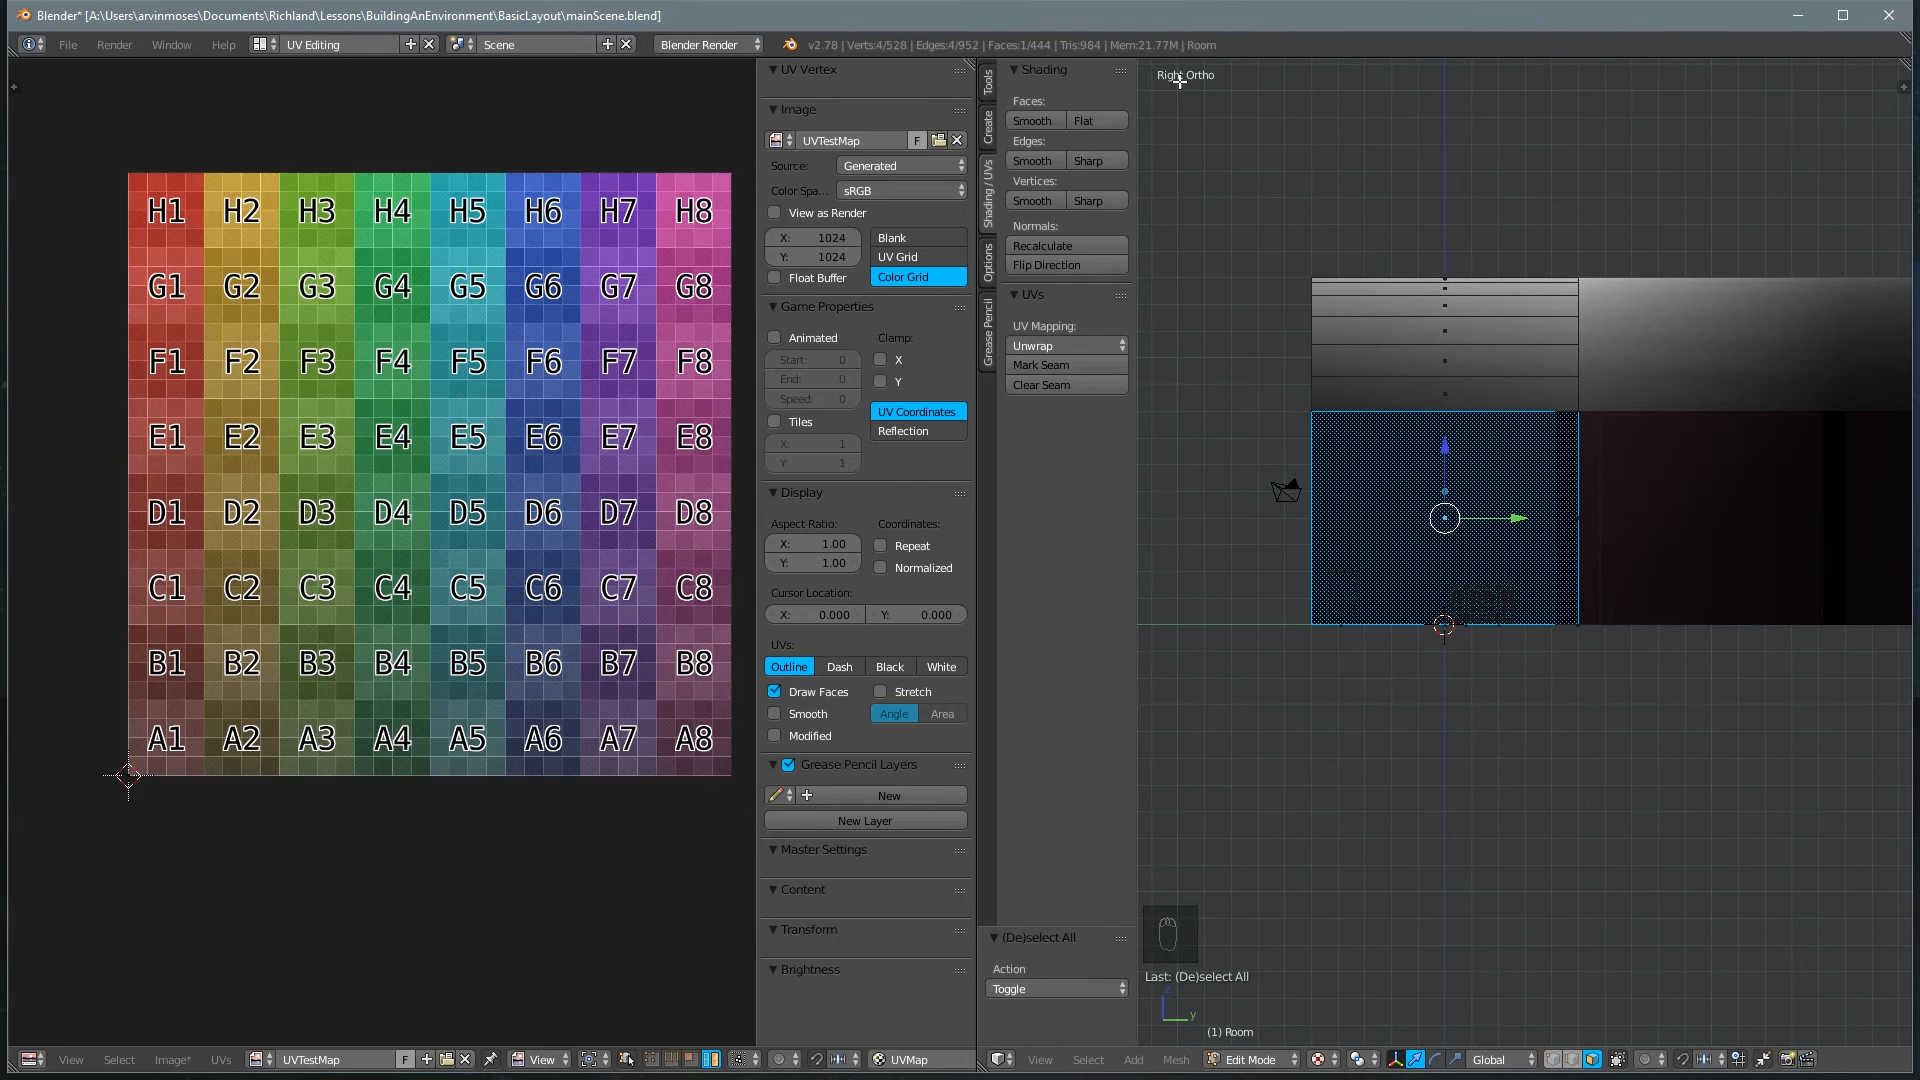 Blender* [A:\Users\arvinmoses\Documents\Richland\Lessons\BuildingAnEnvironment\BasicLayout\mainScene.blend]
File Render Window Help UV Editing Scene Blender Render v2.78 | Verts:4/528 | Edges:4/952 | Faces:1/444 | Tris:984 | Mem:21.77M | Room
H1 H2 H3 H4 H5 H6 H7 H8
G1 G2 G3 G4 G5 G6 G7 G8
F1 F2 F3 F4 F5 F6 F7 F8
E1 E2 E3 E4 E5 E6 E7 E8
D1 D2 D3 D4 D5 D6 D7 D8
C1 C2 C3 C4 C5 C6 C7 C8
B1 B2 B3 B4 B5 B6 B7 B8
A1 A2 A3 A4 A5 A6 A7 A8
UV Vertex
Image
UVTestMap F
Source: Generated
Color Spa... sRGB
View as Render
X: 1024 Blank
Y: 1024 UV Grid
Float Buffer Color Grid
Game Properties
Animated Clamp:
Start: 0 X
End: 0 Y
Speed: 0
Tiles UV Coordinates
X: 1 Reflection
Y: 1
Display
Aspect Ratio: Coordinates:
X: 1.00 Repeat
Y: 1.00 Normalized
Cursor Location:
X: 0.000 Y: 0.000
UVs:
Outline Dash Black White
Draw Faces Stretch
Smooth Angle Area
Modified
Grease Pencil Layers
New
New Layer
Master Settings
Content
Transform
Brightness
Tools
Create
Shading / UVs
Options
Grease Pencil
Shading
Faces:
Smooth Flat
Edges:
Smooth Sharp
Vertices:
Smooth Sharp
Normals:
Recalculate
Flip Direction
UVs
UV Mapping:
Unwrap
Mark Seam
Clear Seam
(De)select All
Action
Toggle
Right Ortho
Last: (De)select All
z
y
(1) Room
View Select Image* UVs UVTestMap F View UVMap
View Select Add Mesh Edit Mode Global